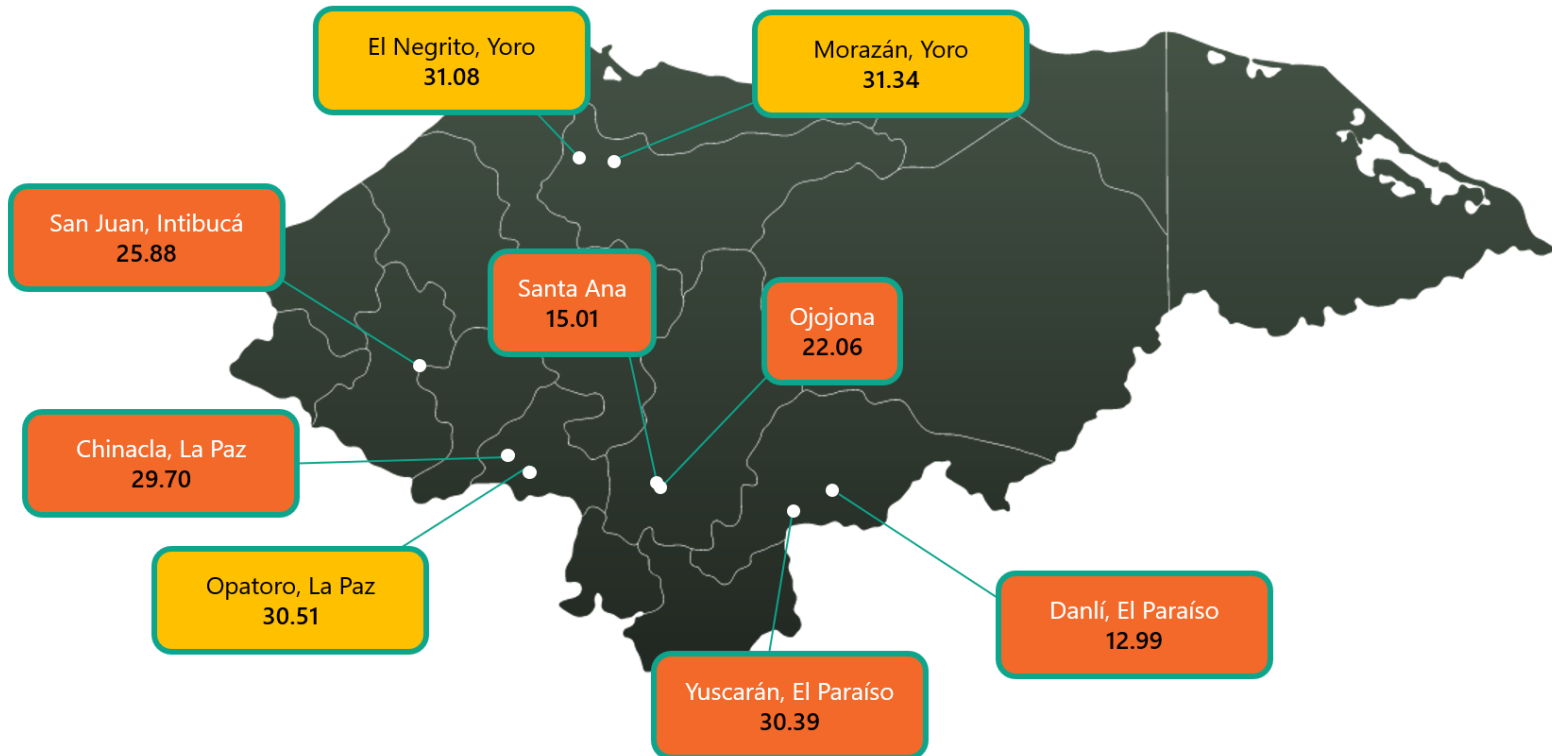 El Negrito, Yoro
31.08
Morazán, Yoro
31.34
San Juan, Intibucá
25.88
Santa Ana
15.01
Ojojona
22.06
Chinacla, La Paz
29.70
Opatoro, La Paz
30.51
Danlí, El Paraíso
12.99
Yuscarán, El Paraíso
30.39